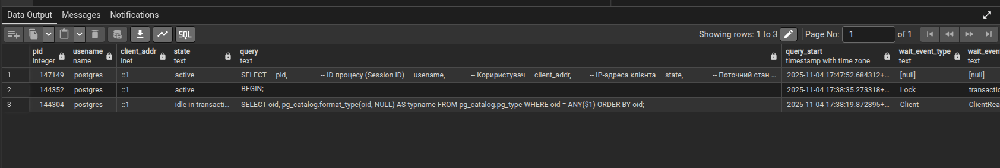 Data Output Messages Notifications
SQL Showing rows: 1 to 3 Page No: 1 of 1
pid usename client_addr state query query_start wait_event_type wait_even
integer name inet text text timestamp with time zone text text
1 147149 postgres ::1 active SELECT pid, -- ID процесу (Session ID) usename, -- Кориристувач client_addr, -- IP-адреса клієнта state, -- Поточний стан ... 2025-11-04 17:47:52.684312+... [null] [null]
2 144352 postgres ::1 active BEGIN; 2025-11-04 17:38:35.273318+... Lock transactio
3 144304 postgres ::1 idle in transacti... SELECT oid, pg_catalog.format_type(oid, NULL) AS typname FROM pg_catalog.pg_type WHERE oid = ANY($1) ORDER BY oid; 2025-11-04 17:38:19.872895+... Client ClientRea